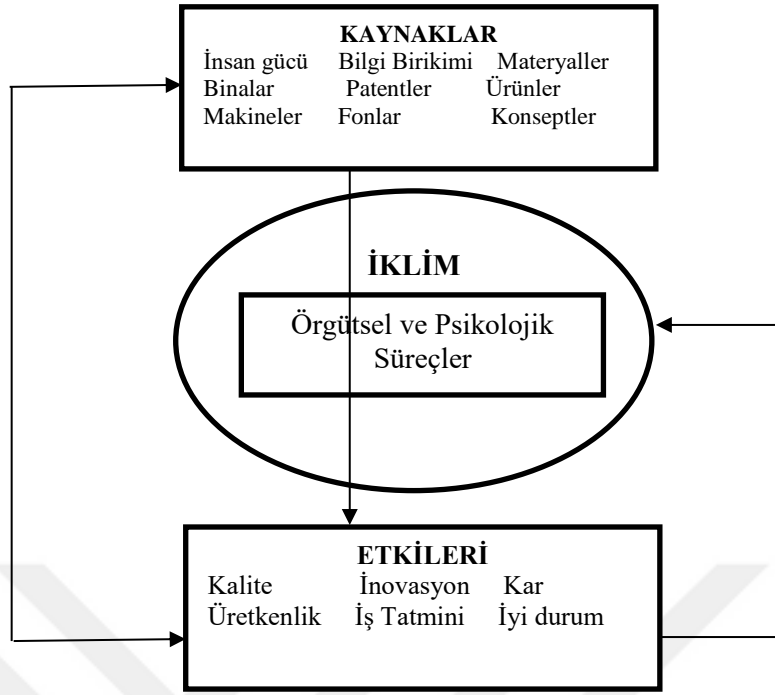 KAYNAKLAR
İnsan gücü Bilgi Birikimi Materyaller
Binalar Patentler Ürünler
Makineler Fonlar Konseptler
İKLİM
Örgütsel ve Psikolojik
Süreçler
ETKİLERİ
Kalite İnovasyon Kar
Üretkenlik İş Tatmini İyi durum